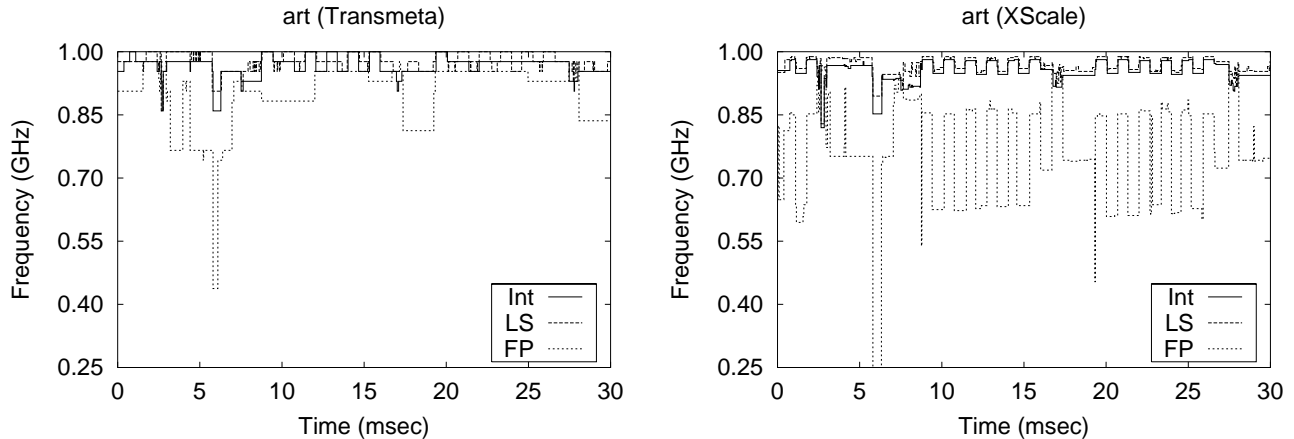 art (Transmeta)
1.00
0.85
0.70
0.55
0.40
0.25
Frequency (GHz)
Int
LS
FP
0 5 10 15 20 25 30
Time (msec)
art (XScale)
1.00
0.85
0.70
0.55
0.40
0.25
Frequency (GHz)
Int
LS
FP
0 5 10 15 20 25 30
Time (msec)